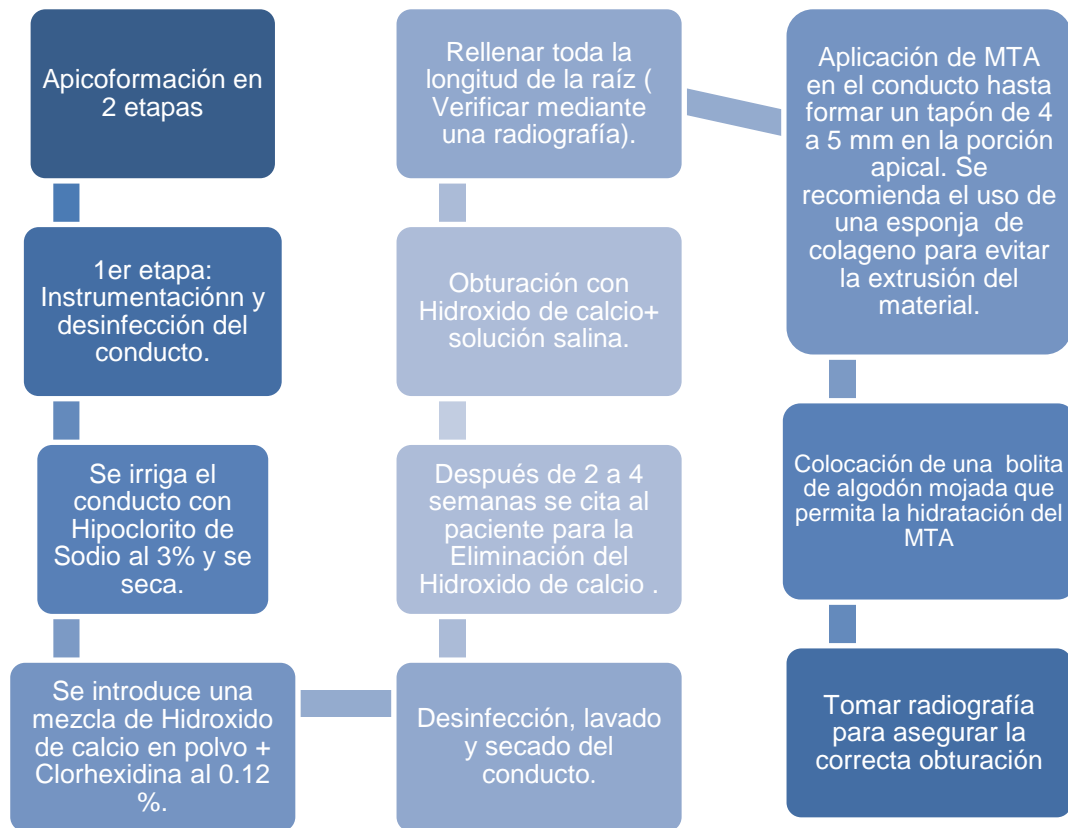 Apicoformación en
2 etapas
1er etapa:
Instrumentaciónn y
desinfección del
conducto.
Se irriga el
conducto con
Hipoclorito de
Sodio al 3% y se
seca.
Se introduce una
mezcla de Hidroxido
de calcio en polvo +
Clorhexidina al 0.12
%.
Desinfección, lavado
y secado del
conducto.
Después de 2 a 4
semanas se cita al
paciente para la
Eliminación del
Hidroxido de calcio .
Obturación con
Hidroxido de calcio+
solución salina.
Rellenar toda la
longitud de la raíz (
Verificar mediante
una radiografía).
Aplicación de MTA
en el conducto hasta
formar un tapón de 4
a 5 mm en la porción
apical. Se
recomienda el uso de
una esponja de
colageno para evitar
la extrusión del
material.
Colocación de una bolita
de algodón mojada que
permita la hidratación del
MTA
Tomar radiografía
para asegurar la
correcta obturación